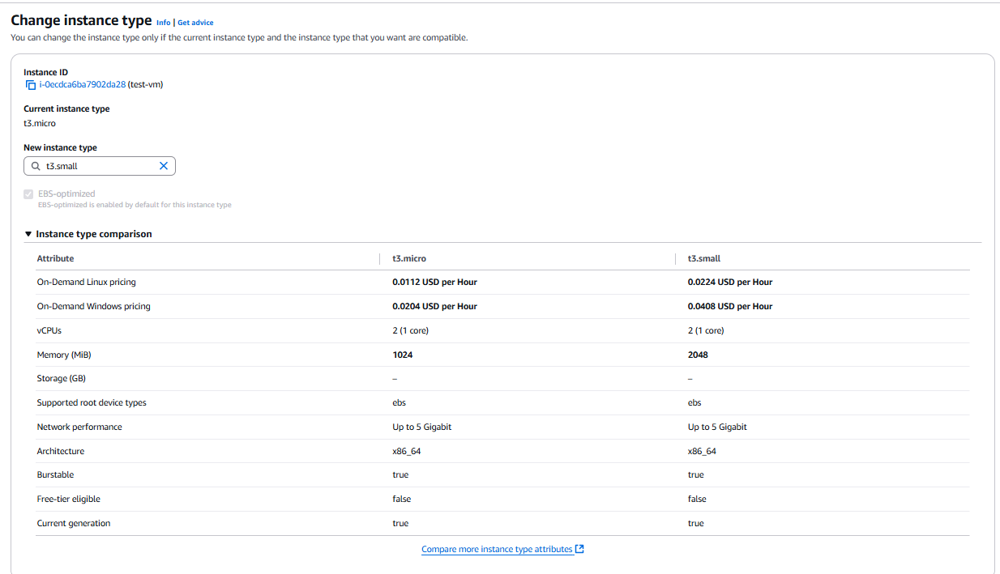 Change instance type Info | Get advice
You can change the instance type only if the current instance type and the instance type that you want are compatible.
Instance ID
i-0ecdca6ba7902da28 (test-vm)
Current instance type
t3.micro
New instance type
t3.small
EBS-optimized
EBS-optimized is enabled by default for this instance type
Instance type comparison
Attribute t3.micro t3.small
On-Demand Linux pricing 0.0112 USD per Hour 0.0224 USD per Hour
On-Demand Windows pricing 0.0204 USD per Hour 0.0408 USD per Hour
vCPUs 2 (1 core) 2 (1 core)
Memory (MiB) 1024 2048
Storage (GB) – –
Supported root device types ebs ebs
Network performance Up to 5 Gigabit Up to 5 Gigabit
Architecture x86_64 x86_64
Burstable true true
Free-tier eligible false false
Current generation true true
Compare more instance type attributes